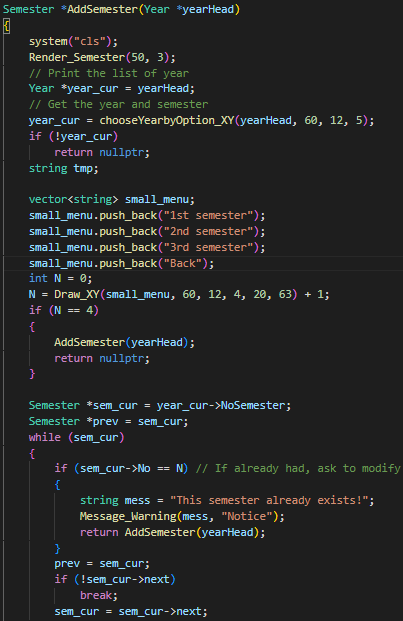 Semester *AddSemester(Year *yearHead)
{
    system("cls");
    Render_Semester(50, 3);
    // Print the list of year
    Year *year_cur = yearHead;
    // Get the year and semester
    year_cur = chooseYearbyOption_XY(yearHead, 60, 12, 5);
    if (!year_cur)
        return nullptr;
    string tmp;

    vector<string> small_menu;
    small_menu.push_back("1st semester");
    small_menu.push_back("2nd semester");
    small_menu.push_back("3rd semester");
    small_menu.push_back("Back");
    int N = 0;
    N = Draw_XY(small_menu, 60, 12, 4, 20, 63) + 1;
    if (N == 4)
    {
        AddSemester(yearHead);
        return nullptr;
    }

    Semester *sem_cur = year_cur->NoSemester;
    Semester *prev = sem_cur;
    while (sem_cur)
    {
        if (sem_cur->No == N) // If already had, ask to modify
        {
            string mess = "This semester already exists!";
            Message_Warning(mess, "Notice");
            return AddSemester(yearHead);
        }
        prev = sem_cur;
        if (!sem_cur->next)
            break;
        sem_cur = sem_cur->next;